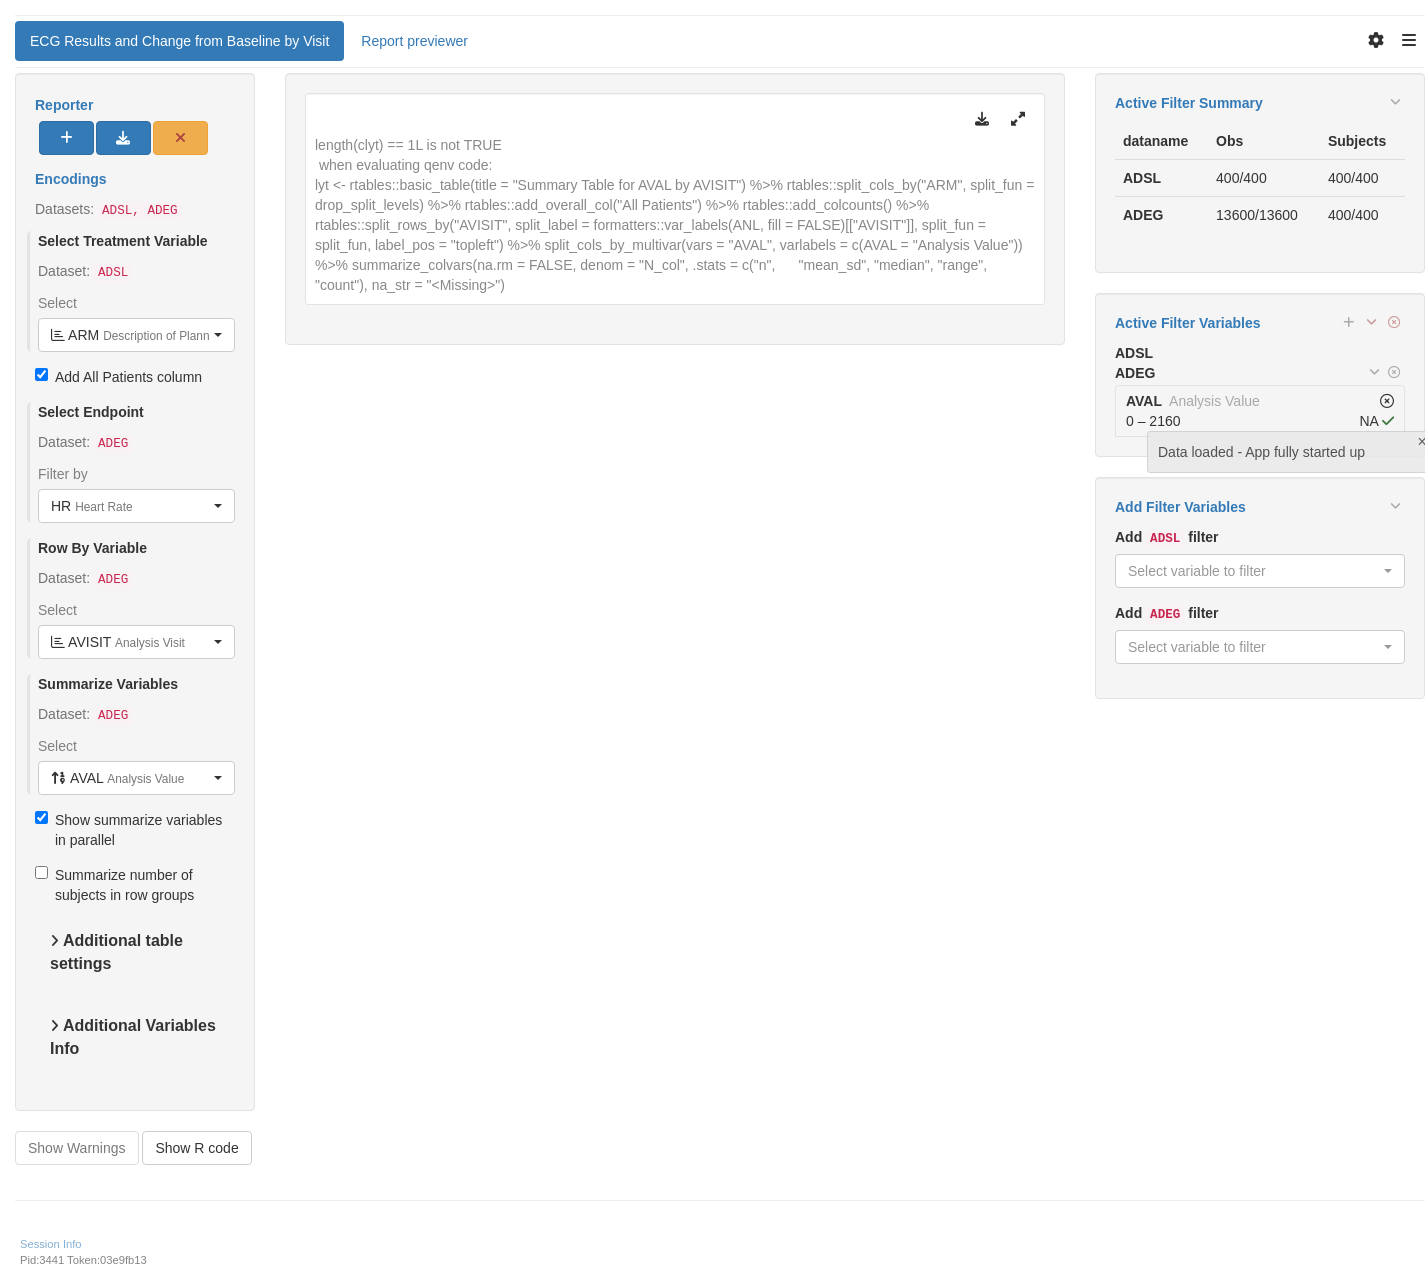 ECG Results and Change from Baseline by Visit
Report previewer
Reporter
Encodings
Datasets: ADSL, ADEG
Select Treatment Variable
Dataset: ADSL
Select
ARM Description of Plann
Add All Patients column
Select Endpoint
Dataset: ADEG
Filter by
HR Heart Rate
Row By Variable
Dataset: ADEG
Select
AVISIT Analysis Visit
Summarize Variables
Dataset: ADEG
Select
AVAL Analysis Value
Show summarize variables
in parallel
Summarize number of
subjects in row groups
Additional table
settings
Additional Variables
Info
Show Warnings
Show R code
length(clyt) == 1L is not TRUE
when evaluating qenv code:
lyt <- rtables::basic_table(title = "Summary Table for AVAL by AVISIT") %>% rtables::split_cols_by("ARM", split_fun =
drop_split_levels) %>% rtables::add_overall_col("All Patients") %>% rtables::add_colcounts() %>%
rtables::split_rows_by("AVISIT", split_label = formatters::var_labels(ANL, fill = FALSE)[["AVISIT"]], split_fun =
split_fun, label_pos = "topleft") %>% split_cols_by_multivar(vars = "AVAL", varlabels = c(AVAL = "Analysis Value"))
%>% summarize_colvars(na.rm = FALSE, denom = "N_col", .stats = c("n", "mean_sd", "median", "range",
"count"), na_str = "<Missing>")
Active Filter Summary
dataname Obs Subjects
ADSL 400/400 400/400
ADEG 13600/13600 400/400
Active Filter Variables
ADSL
ADEG
AVAL Analysis Value
0 – 2160 NA
Data loaded - App fully started up
Add Filter Variables
Add ADSL filter
Select variable to filter
Add ADEG filter
Select variable to filter
Session Info
Pid:3441 Token:03e9fb13